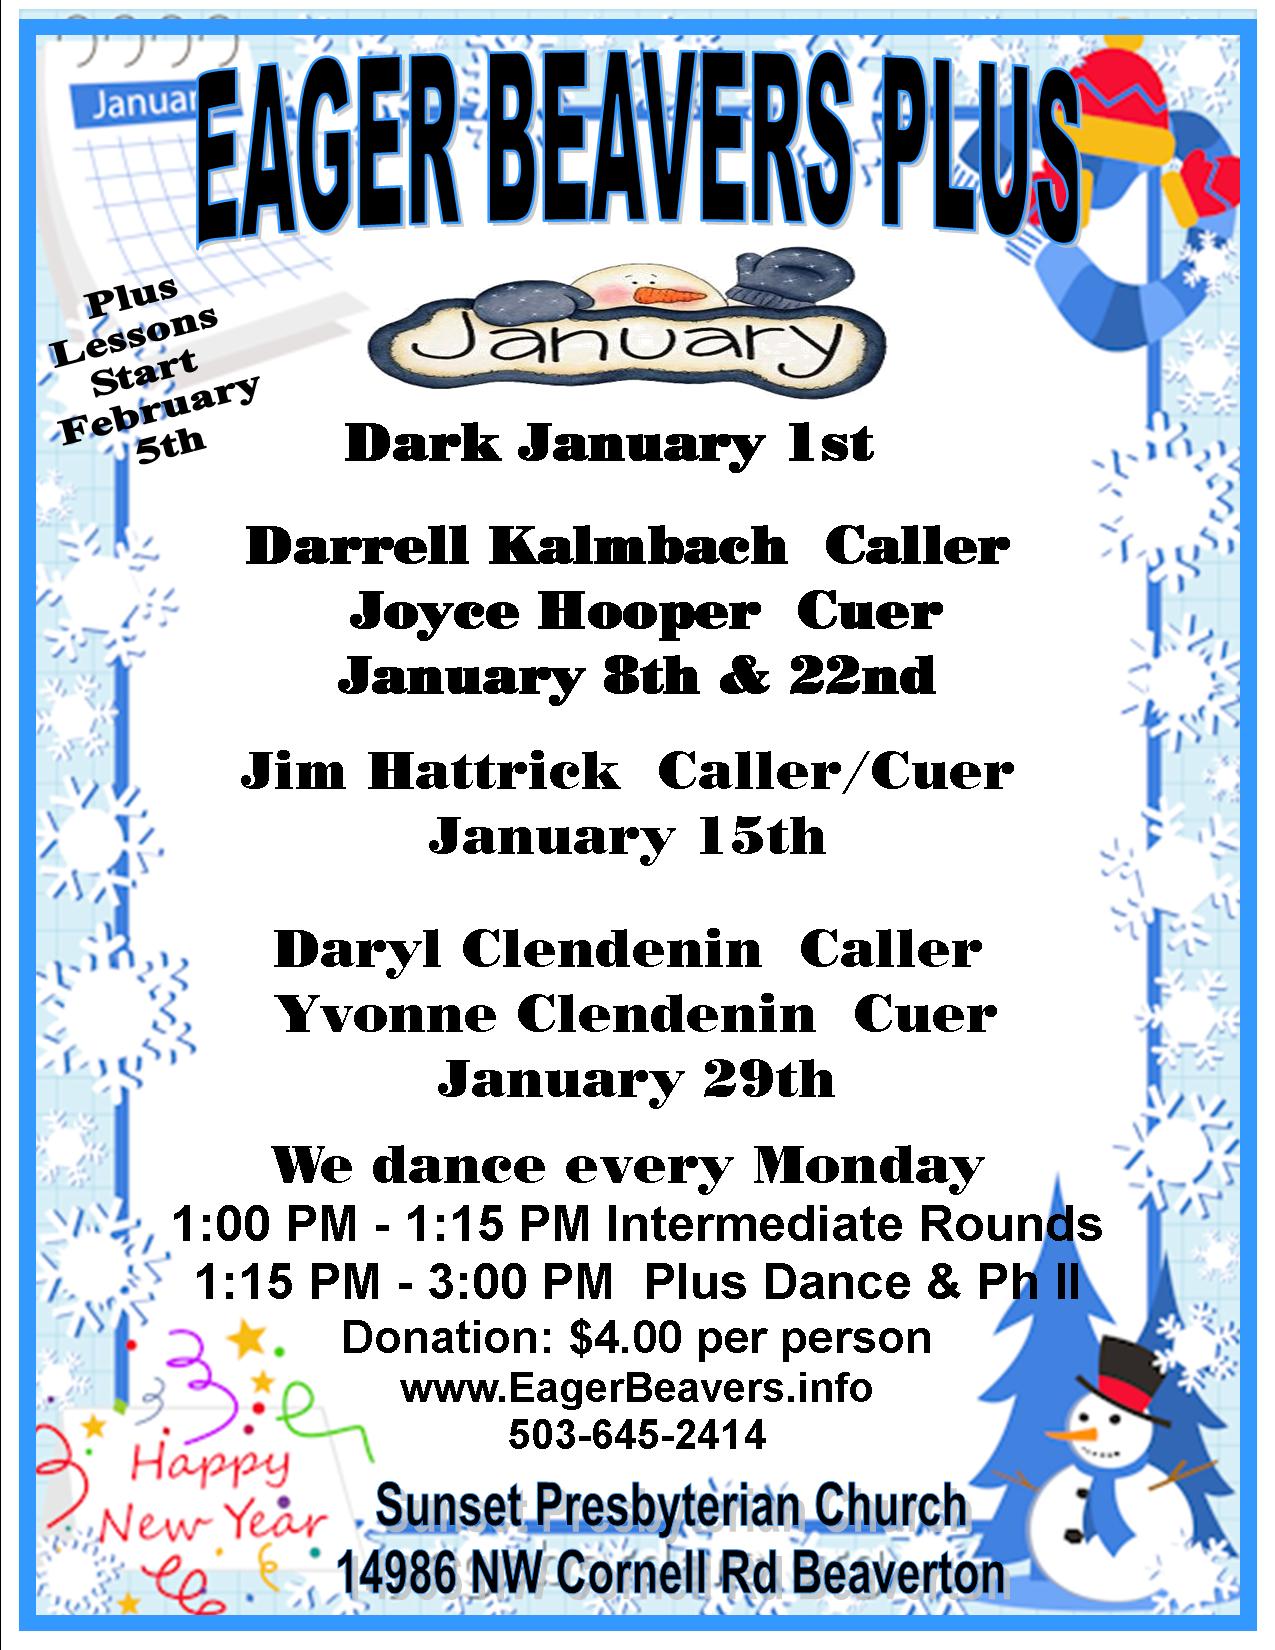 Januar
EAGER BEAVERS PLUS
January
Plus
Lessons
Start
February
5th
Dark January 1st
Darrell Kalmbach Caller
Joyce Hooper Cuer
January 8th & 22nd
Jim Hattrick Caller/Cuer
January 15th
Daryl Clendenin Caller
Yvonne Clendenin Cuer
January 29th
We dance every Monday
1:00 PM - 1:15 PM Intermediate Rounds
1:15 PM - 3:00 PM Plus Dance & Ph II
Donation: $4.00 per person
www.EagerBeavers.info
503-645-2414
Happy
New Year
Sunset Presbyterian Church
14986 NW Cornell Rd Beaverton